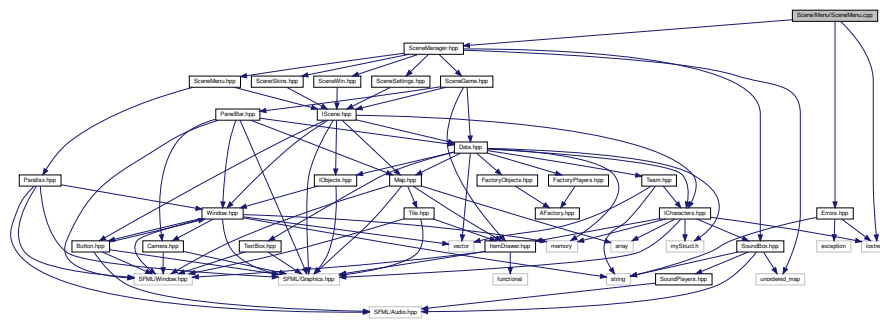 Scene/Menu/SceneMenu.cpp
SceneManager.hpp
SceneMenu.hpp
SceneSkins.hpp
SceneWin.hpp
SceneSettings.hpp
SceneGame.hpp
PanelBar.hpp
IScene.hpp
Data.hpp
Parallax.hpp
IObjects.hpp
Map.hpp
FactoryObjects.hpp
FactoryPlayers.hpp
Team.hpp
Window.hpp
Tile.hpp
AFactory.hpp
ICharacters.hpp
Errors.hpp
Button.hpp
Camera.hpp
TextBox.hpp
vector
ItemDrawer.hpp
memory
array
myStruct.h
SoundBox.hpp
exception
SFML/Window.hpp
SFML/Graphics.hpp
functional
string
SoundPlayers.hpp
unordered_map
SFML/Audio.hpp